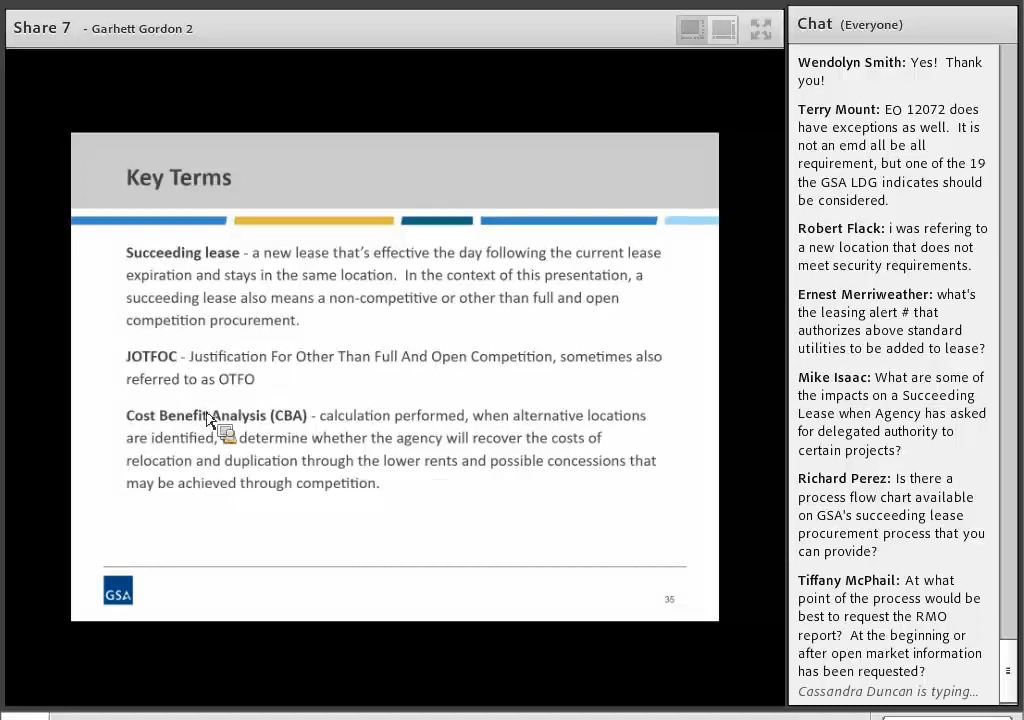 Share 7 - Garhett Gordon 2
Key Terms
Succeeding lease - a new lease that's effective the day following the current lease
expiration and stays in the same location. In the context of this presentation, a
succeeding lease also means a non-competitive or other than full and open
competition procurement.
JOTFOC - Justification For Other Than Full And Open Competition, sometimes also
referred to as OTFO
Cost Benefit Analysis (CBA) - calculation performed, when alternative locations
are identified, determine whether the agency will recover the costs of
relocation and duplication through the lower rents and possible concessions that
may be achieved through competition.
GSA
35
Chat (Everyone)
Wendolyn Smith: Yes! Thank
you!
Terry Mount: EO 12072 does
have exceptions as well. It is
not an emd all be all
requirement, but one of the 19
the GSA LDG indicates should
be considered.
Robert Flack: i was refering to
a new location that does not
meet security requirements.
Ernest Merriweather: what's
the leasing alert # that
authorizes above standard
utilities to be added to lease?
Mike Isaac: What are some of
the impacts on a Succeeding
Lease when Agency has asked
for delegated authority to
certain projects?
Richard Perez: Is there a
process flow chart available
on GSA's succeeding lease
procurement process that you
can provide?
Tiffany McPhail: At what
point of the process would be
best to request the RMO
report? At the beginning or
after open market information
has been requested?
Cassandra Duncan is typing...